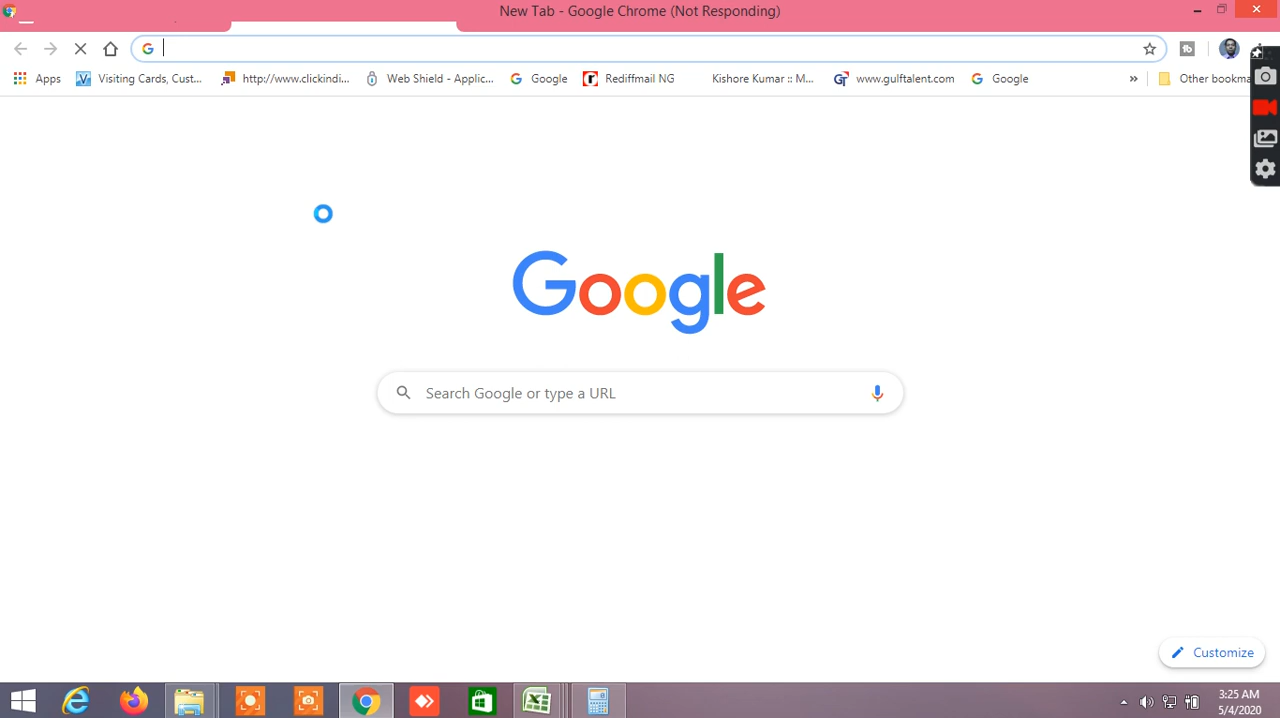 New Tab - Google Chrome (Not Responding)
Apps Visiting Cards, Cust... http://www.clickindi... Web Shield - Applic... Google Rediffmail NG Kishore Kumar :: M... www.gulftalent.com Google » Other bookma
Google
Search Google or type a URL
Customize
3:25 AM
5/4/2020